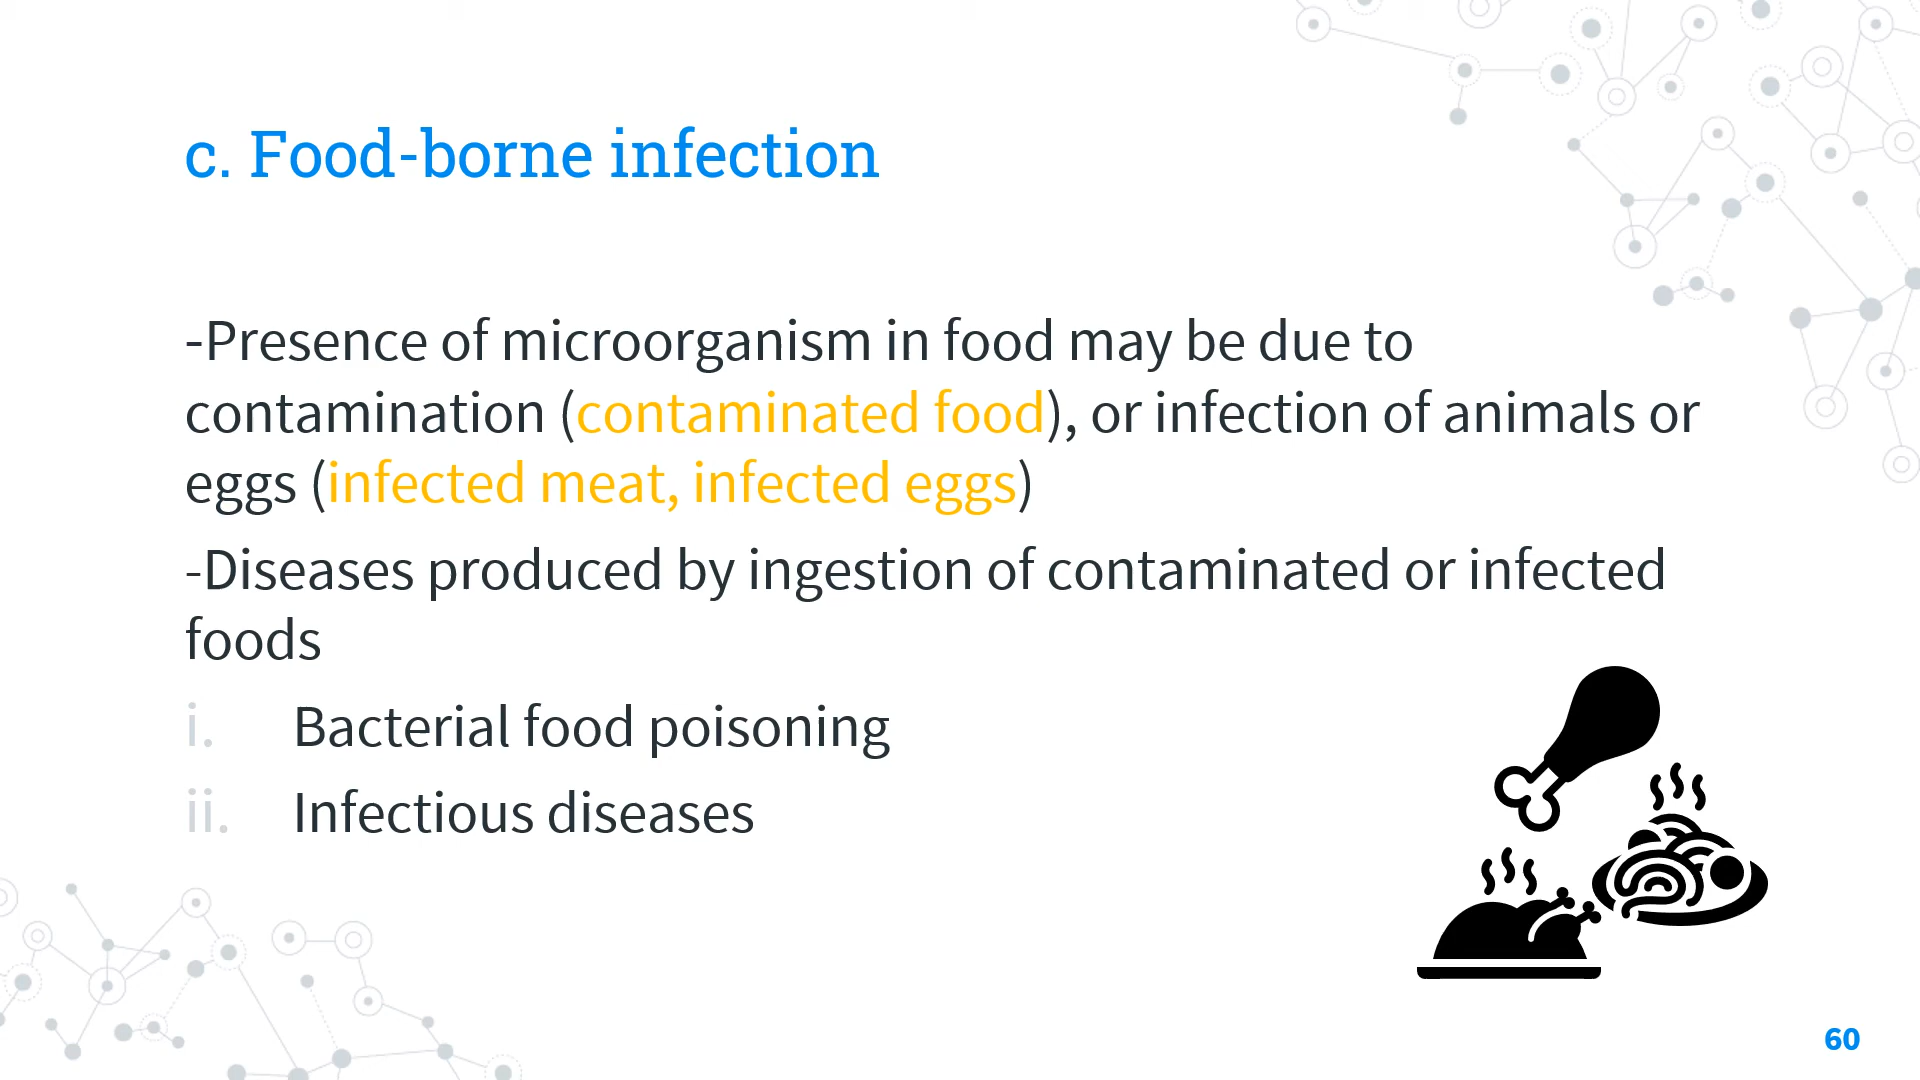 c. Food-borne infection
-Presence of microorganism in food may be due to
contamination (contaminated food), or infection of animals or
eggs (infected meat, infected eggs)
-Diseases produced by ingestion of contaminated or infected
foods
i. Bacterial food poisoning
ii. Infectious diseases
60